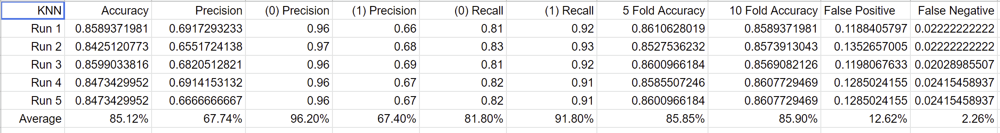 KNN Accuracy Precision (0) Precision (1) Precision (0) Recall (1) Recall 5 Fold Accuracy 10 Fold Accuracy False Positive False Negative
Run 1 0.8589371981 0.6917293233 0.96 0.66 0.81 0.92 0.8610628019 0.8589371981 0.1188405797 0.02222222222
Run 2 0.8425120773 0.6551724138 0.97 0.68 0.83 0.93 0.8527536232 0.8573913043 0.1352657005 0.02222222222
Run 3 0.8599033816 0.6820512821 0.96 0.69 0.81 0.92 0.8600966184 0.8569082126 0.1198067633 0.02028985507
Run 4 0.8473429952 0.6914153132 0.96 0.67 0.82 0.91 0.8585507246 0.8607729469 0.1285024155 0.02415458937
Run 5 0.8473429952 0.6666666667 0.96 0.67 0.82 0.91 0.8600966184 0.8607729469 0.1285024155 0.02415458937
Average 85.12% 67.74% 96.20% 67.40% 81.80% 91.80% 85.85% 85.90% 12.62% 2.26%